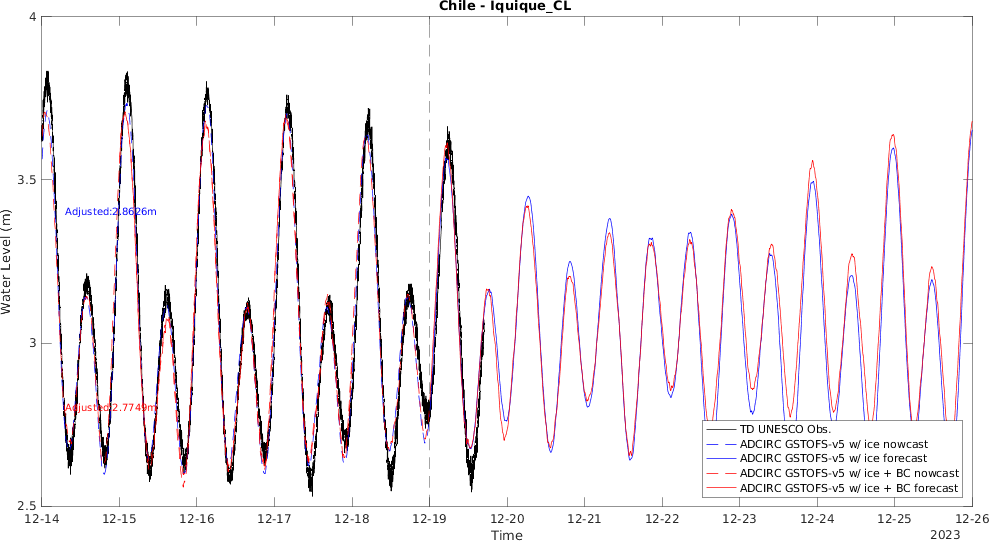 Chile - Iquique_CL
4
3.5
3
2.5
Water Level (m)
Adjusted:2.8626m
Adjusted:2.7749m
TD UNESCO Obs.
ADCIRC GSTOFS-v5 w/ ice nowcast
ADCIRC GSTOFS-v5 w/ ice forecast
ADCIRC GSTOFS-v5 w/ ice + BC nowcast
ADCIRC GSTOFS-v5 w/ ice + BC forecast
12-14 12-15 12-16 12-17 12-18 12-19 12-20 12-21 12-22 12-23 12-24 12-25 12-26
Time
2023